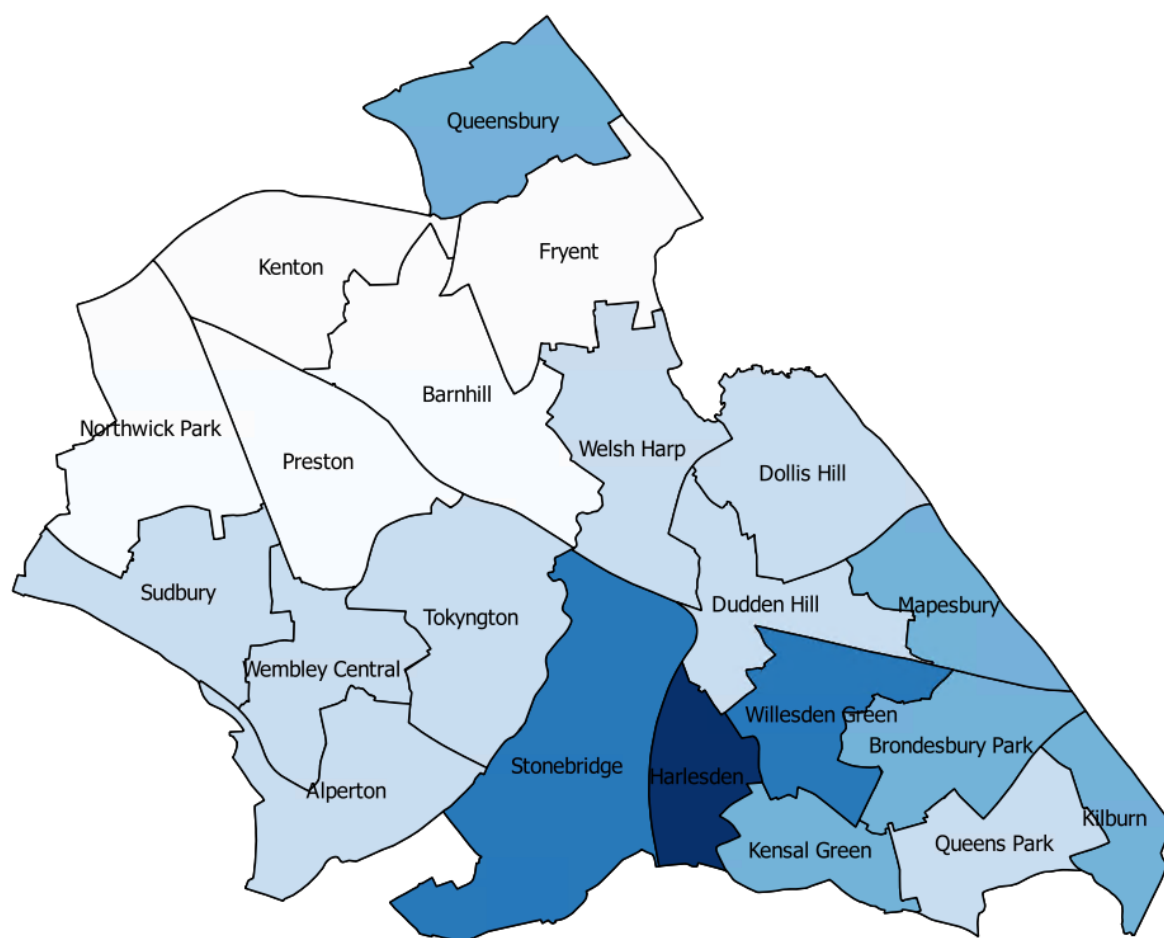 Queensbury
Fryent
Kenton
Barnhill
Northwick Park
Welsh Harp
Preston
Dollis Hill
Sudbury
Mapesbury
Dudden Hill
Tokyngton
Wembley Central
Willesden Green
Brondesbury Park
Stonebridge
Harlesden
Alperton
Kilburn
Queens Park
Kensal Green